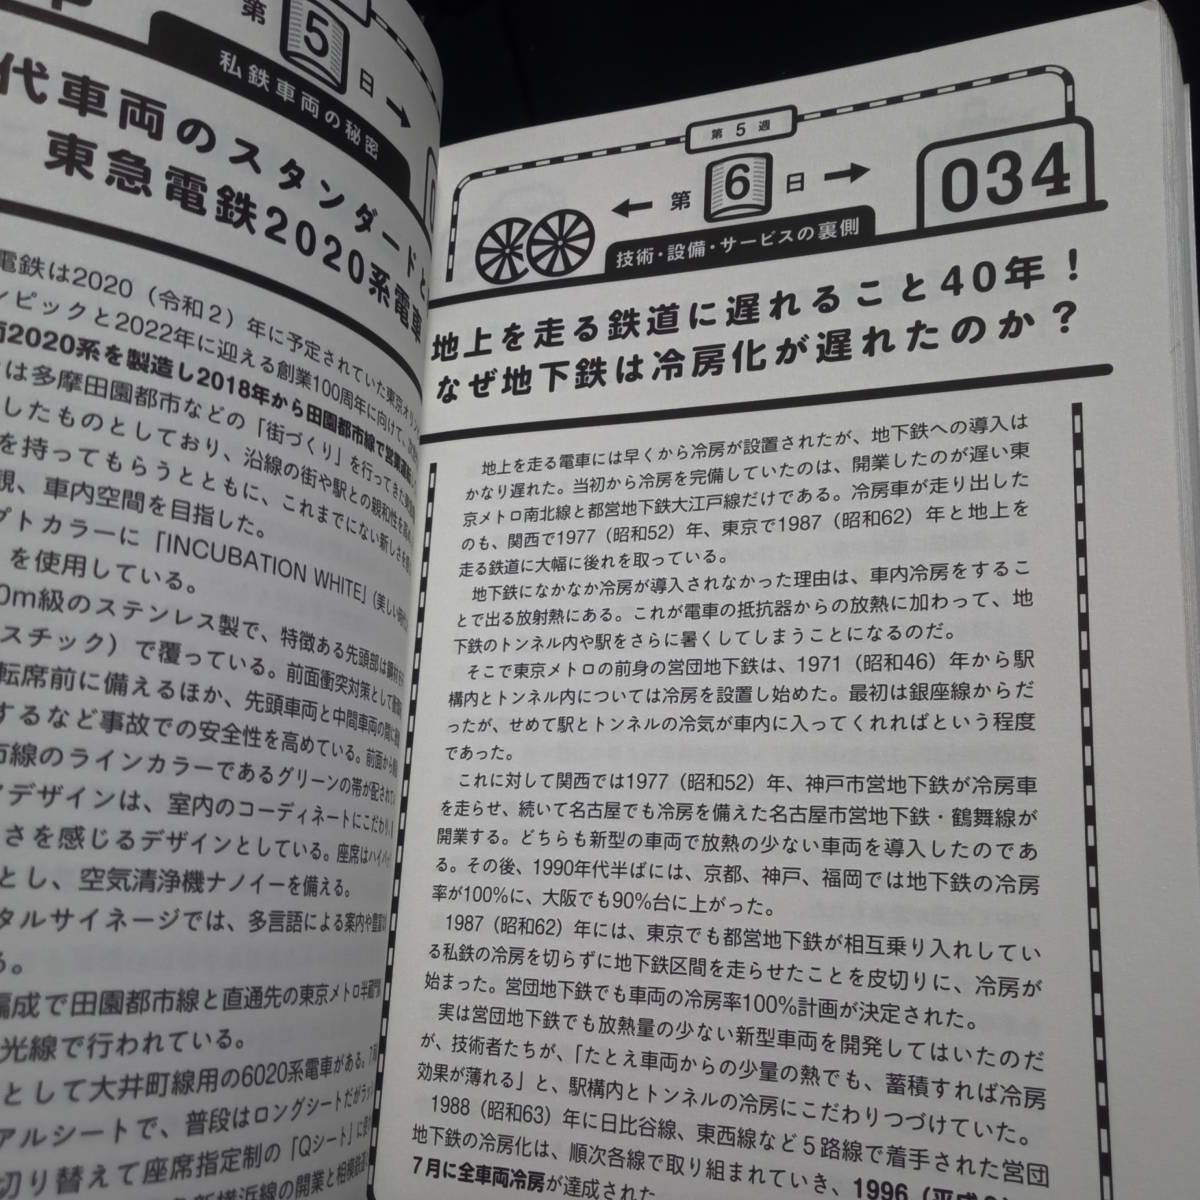 第5日→
私鉄車両の秘密
代車両のスタンダードと
東急電鉄2020系電車
電鉄は2020（令和2）年に予定されていた東京オリン
ンピックと2022年に迎える創業100周年に向けて、
2020系を製造し2018年から田園都市線で営業運転
は多摩田園都市などの「街づくり」を行ってきた
したものとしており、沿線の街や駅との親和性を
を持ってもらうとともに、これまでにない新しさを
観、車内空間を目指した。
プトカラーに「INCUBATION WHITE」（美しい
を使用している。
0m級のステンレス製で、特徴ある先頭部は
スチック）で覆っている。前面衝突対策として
転席前に備えるほか、先頭車両と中間車両の間に
するなど事故での安全性を高めている。前面から
市線のラインカラーであるグリーンの帯が配されて
アデザインは、室内のコーディネートにこだわり、
さを感じるデザインとしている。座席はハイバック
とし、空気清浄機ナノイーを備える。
タルサイネージでは、多言語による案内や豊富な
る。
編成で田園都市線と直通先の東京メトロ半蔵門
光線で行われている。
として大井町線用の6020系電車がある。7両
アルシートで、普段はロングシートだがラッシ
切り替えて座席指定制の「Qシート」に
新横浜線の開業と相模鉄道
第5週
←第6日→
034
技術・設備・サービスの裏側
地上を走る鉄道に遅れること40年！
なぜ地下鉄は冷房化が遅れたのか？
地上を走る電車には早くから冷房が設置されたが、地下鉄への導入は
かなり遅れた。当初から冷房を完備していたのは、開業したのが遅い東
京メトロ南北線と都営地下鉄大江戸線だけである。冷房車が走り出した
のも、関西で1977（昭和52）年、東京で1987（昭和62）年と地上を
走る鉄道に大幅に後れを取っている。
地下鉄になかなか冷房が導入されなかった理由は、車内冷房をするこ
とで出る放射熱にある。これが電車の抵抗器からの放熱に加わって、地
下鉄のトンネル内や駅をさらに暑くしてしまうことになるのだ。
そこで東京メトロの前身の営団地下鉄は、1971（昭和46）年から駅
構内とトンネル内については冷房を設置し始めた。最初は銀座線からだ
ったが、せめて駅とトンネルの冷気が車内に入ってくれればという程度
であった。
これに対して関西では1977（昭和52）年、神戸市営地下鉄が冷房車
を走らせ、続いて名古屋でも冷房を備えた名古屋市営地下鉄・鶴舞線が
開業する。どちらも新型の車両で放熱の少ない車両を導入したのであ
る。その後、1990年代半ばには、京都、神戸、福岡では地下鉄の冷房
率が100%に、大阪でも90%台に上がった。
1987（昭和62）年には、東京でも都営地下鉄が相互乗り入れしてい
る私鉄の冷房を切らずに地下鉄区間を走らせたことを皮切りに、冷房が
始まった。営団地下鉄でも車両の冷房率100%計画が決定された。
実は営団地下鉄でも放熱量の少ない新型車両を開発してはいたのだ
が、技術者たちが、「たとえ車両からの少量の熱でも、蓄積すれば冷房
効果が薄れる」と、駅構内とトンネルの冷房にこだわりつづけていた。
1988（昭和63）年に日比谷線、東西線など5路線で着手された営団
地下鉄の冷房化は、順次各線で取り組まれていき、1996（平成
7月に全車両冷房が達成された